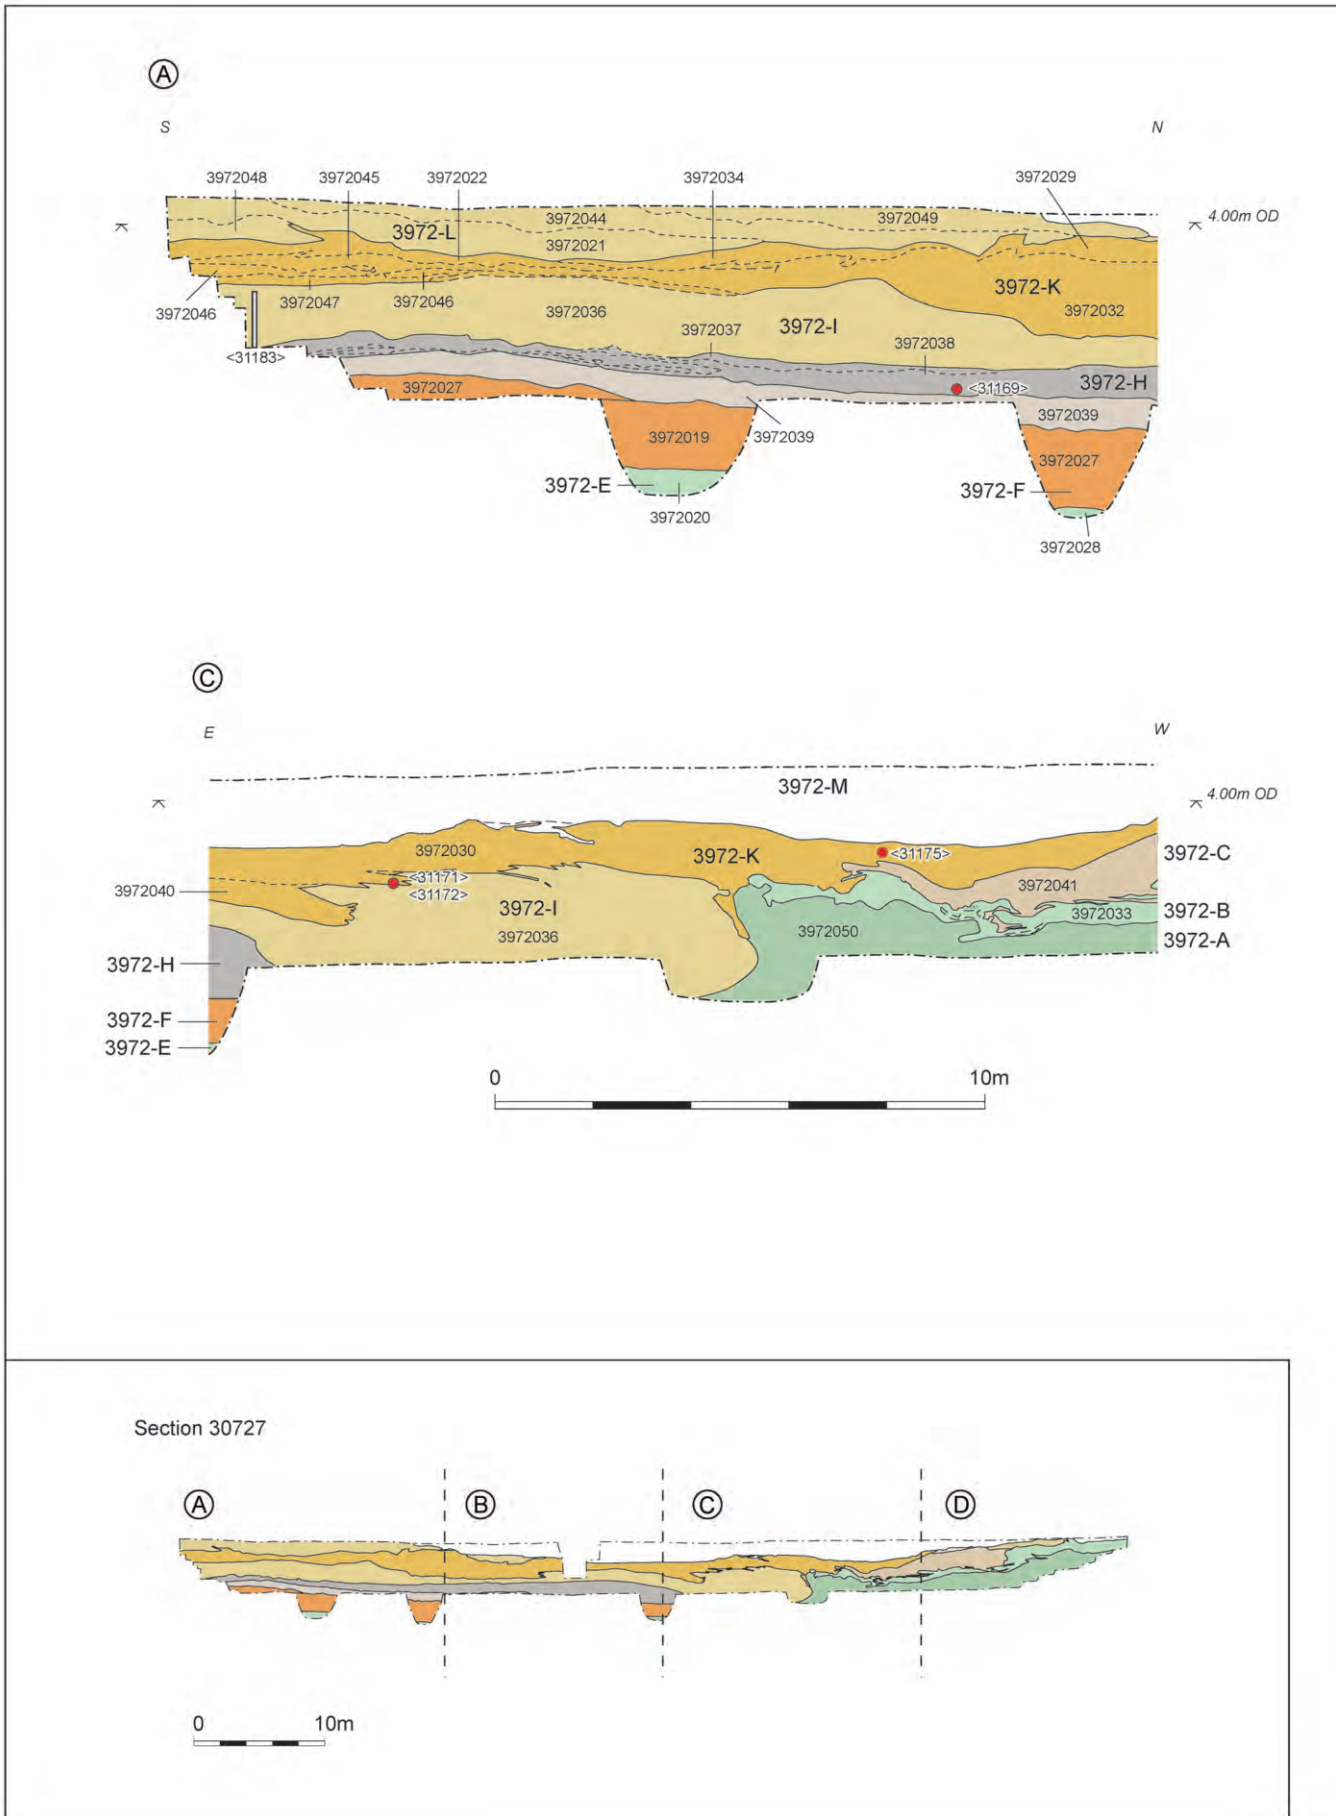 A
S N
3972048 3972045 3972022 3972034 3972029
3972044 3972049 4.00m OD
3972-L
3972021
3972-K
3972046 3972047 3972046 3972036 3972037 3972-I 3972032
<31183> 3972038
3972-H
3972027 <31169>
3972039
3972019 3972039
3972027
3972-E 3972-F
3972020
3972028
C
E W
3972-M
4.00m OD
3972030 3972-K <31175> 3972-C
<31171>
3972040 <31172> 3972041
3972-I 3972033 3972-B
3972036 3972050 3972-A
3972-H
3972-F
3972-E
0 10m
Section 30727
A B C D
0 10m